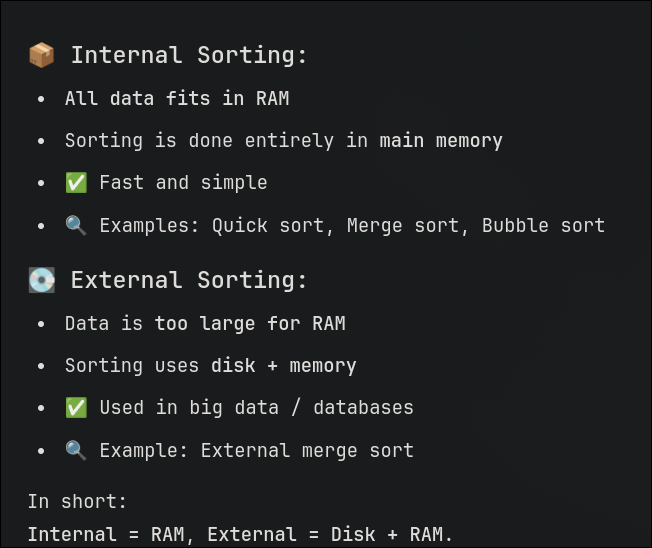 📦 Internal Sorting:
• All data fits in RAM
• Sorting is done entirely in main memory
• ✅ Fast and simple
• 🔍 Examples: Quick sort, Merge sort, Bubble sort
💽 External Sorting:
• Data is too large for RAM
• Sorting uses disk + memory
• ✅ Used in big data / databases
• 🔍 Example: External merge sort
In short:
Internal = RAM, External = Disk + RAM.